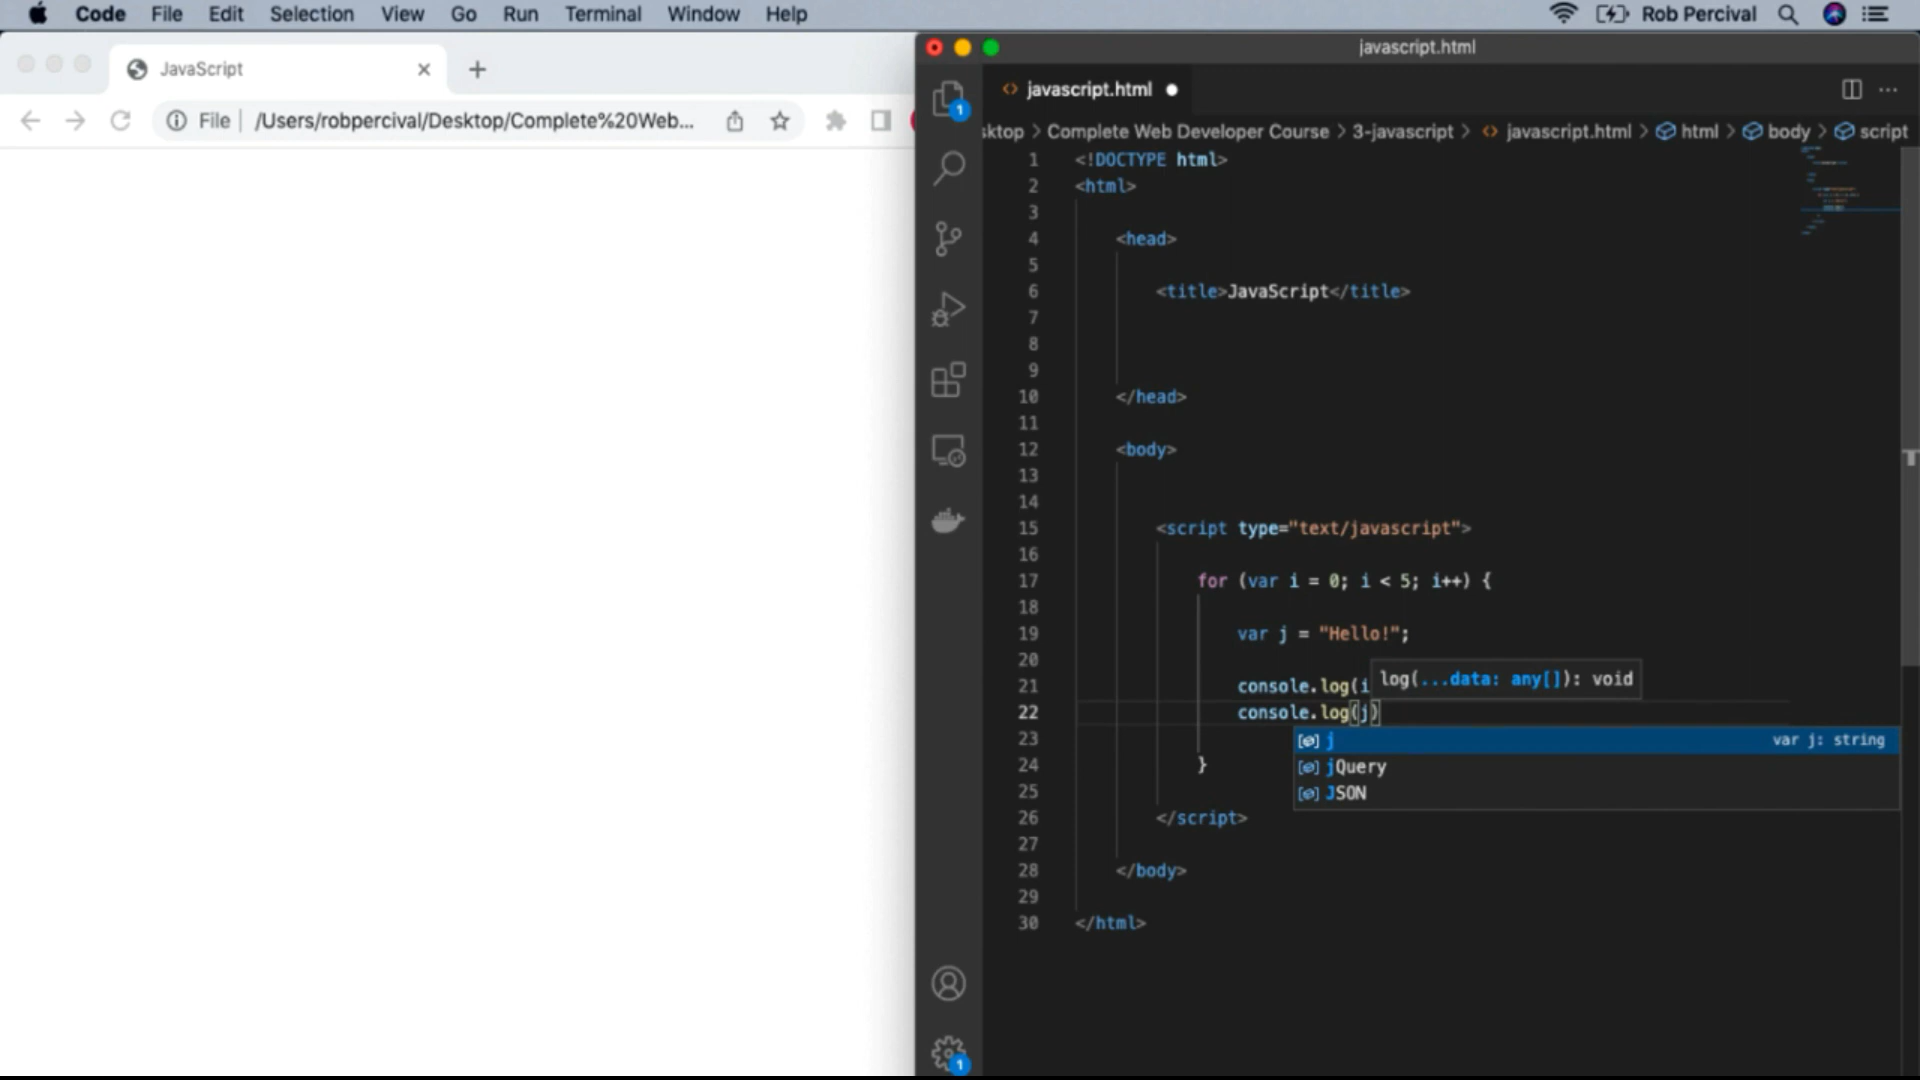 Code File Edit Selection View Go Run Terminal Window Help Rob Percival
JavaScript
File /Users/robpercival/Desktop/Complete%20Web...
javascript.html
javascript.html
sktop > Complete Web Developer Course > 3-javascript > javascript.html > html > body > script
1 <!DOCTYPE html>
2 <html>
3
4 <head>
5
6 <title>JavaScript</title>
7
8
9
10 </head>
11
12 <body>
13
14
15 <script type="text/javascript">
16
17 for (var i = 0; i < 5; i++) {
18
19 var j = "Hello!";
20
21 console.log(i
log(...data: any[]): void
22 console.log(j)
23
j var j: string
24 }
jQuery
25
JSON
26 </script>
27
28 </body>
29
30 </html>
1
1